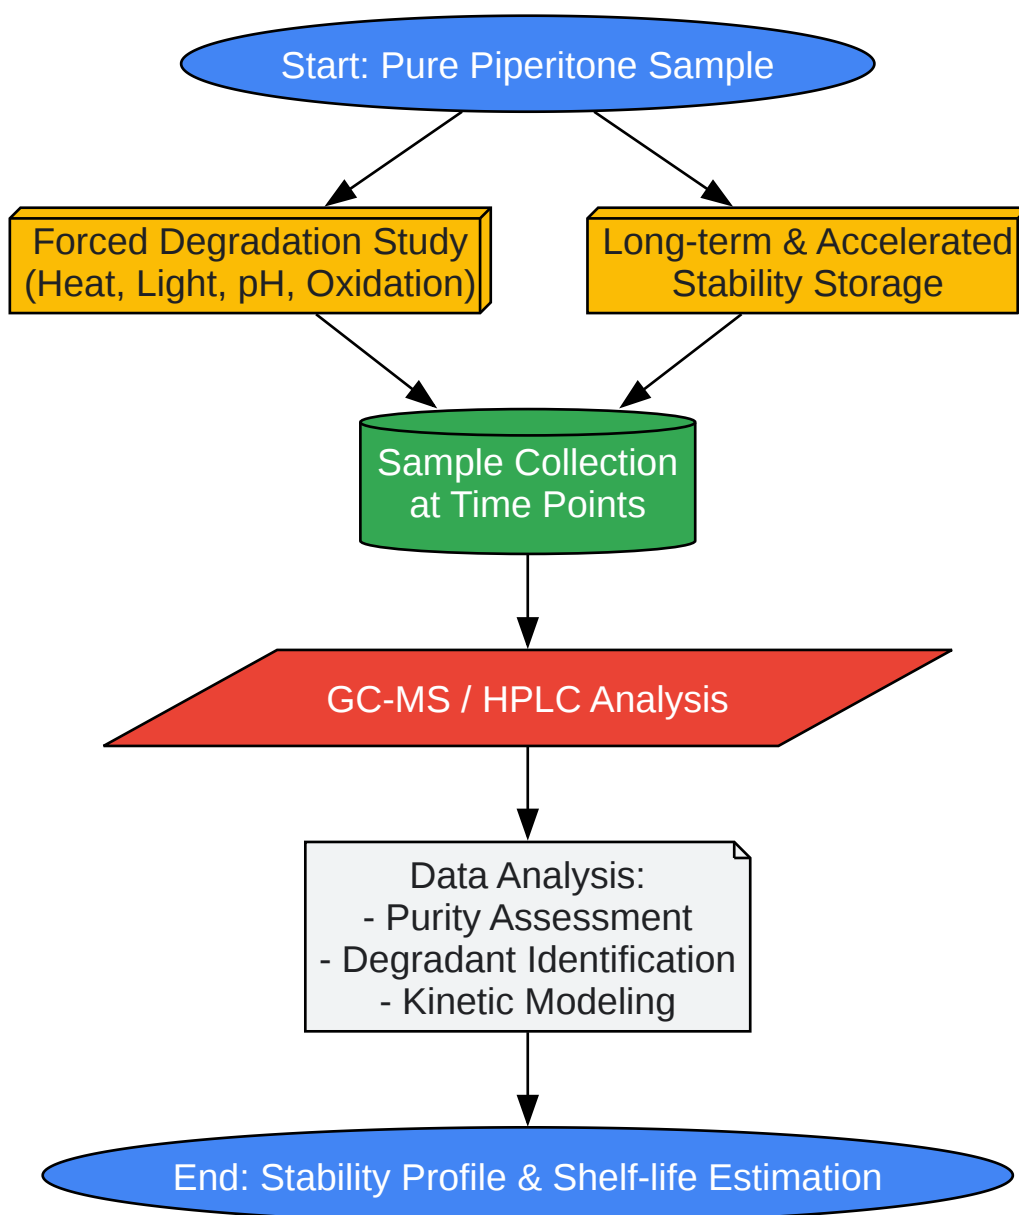 Start: Pure Piperitone Sample
Forced Degradation Study
(Heat, Light, pH, Oxidation)
Long-term & Accelerated
Stability Storage
Sample Collection
at Time Points
GC-MS / HPLC Analysis
Data Analysis:
- Purity Assessment
- Degradant Identification
- Kinetic Modeling
End: Stability Profile & Shelf-life Estimation